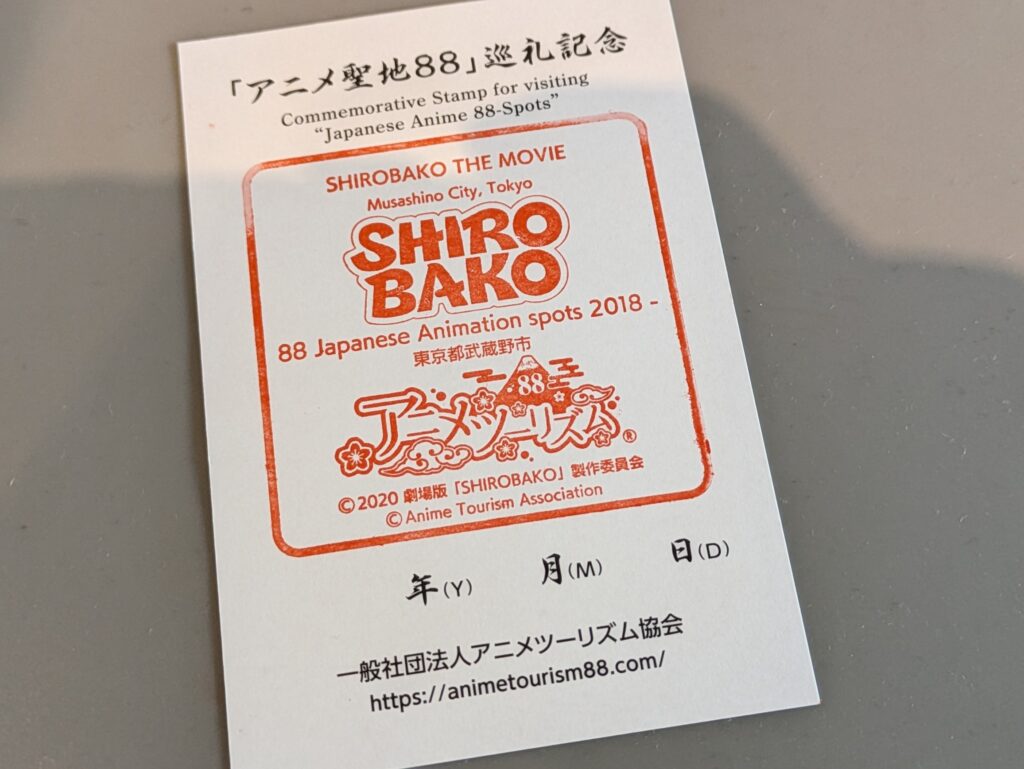 「アニメ聖地88」巡礼記念
Commemorative Stamp for visiting
“Japanese Anime 88-Spots”
SHIROBAKO THE MOVIE
Musashino City, Tokyo
SHIRO
BAKO
88 Japanese Animation spots 2018 -
東京都武蔵野市
88
アニメツーリズム®
©2020 劇場版「SHIROBAKO」製作委員会
©Anime Tourism Association
年(Y) 月(M) 日(D)
一般社団法人アニメツーリズム協会
https://animetourism88.com/